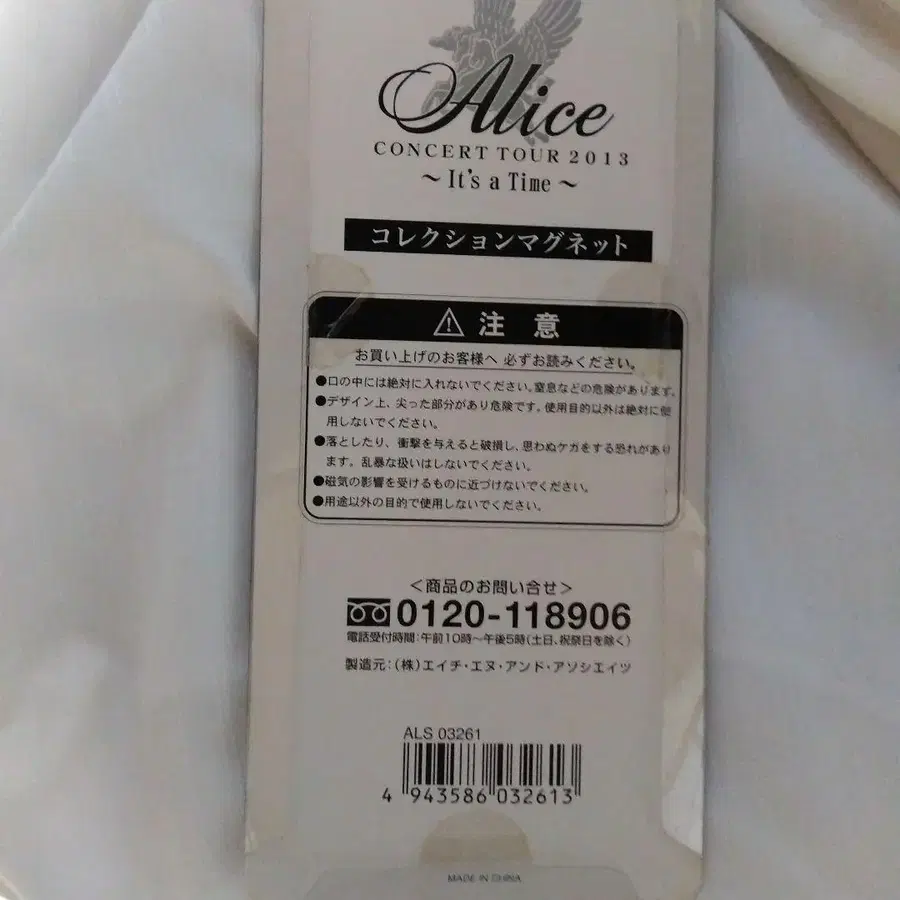 Alice
CONCERT TOUR 2013
～It's a Time～
コレクションマグネット
⚠ 注 意
お買い上げのお客様へ 必ずお読みください。
●口の中には絶対に入れないでください。窒息などの危険があります。
●デザイン上、尖った部分があり危険です。使用目的以外は絶対に使
用しないでください。
●落としたり、衝撃を与えると破損し、思わぬケガをする恐れがあり
ます。乱暴な扱いはしないでください。
●磁気の影響を受けるものに近づけないでください。
●用途以外の目的で使用しないでください。
＜商品のお問い合せ＞
0120-118906
電話受付時間：午前10時～午後5時（土日、祝祭日を除く）
製造元：（株）エイチ・エヌ・アンド・アソシエイツ
ALS 03261
4 943586 032613
MADE IN CHINA